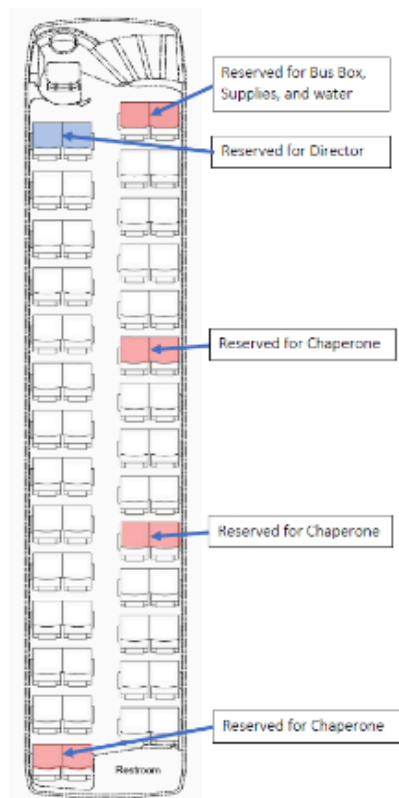 Reserved for Bus Box,
Supplies, and water
Reserved for Director
Reserved for Chaperone
Reserved for Chaperone
Reserved for Chaperone
Restroom